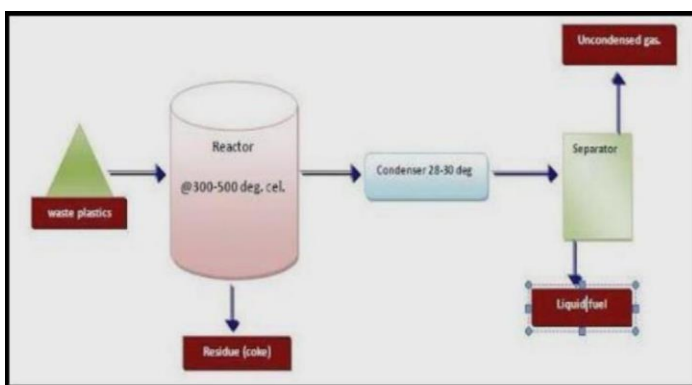 Uncondensed gas.
Reactor
@300-500 deg. cel.
Condenser 28-30 deg
Separator
waste plastics
Liquid fuel
Residue (coke)